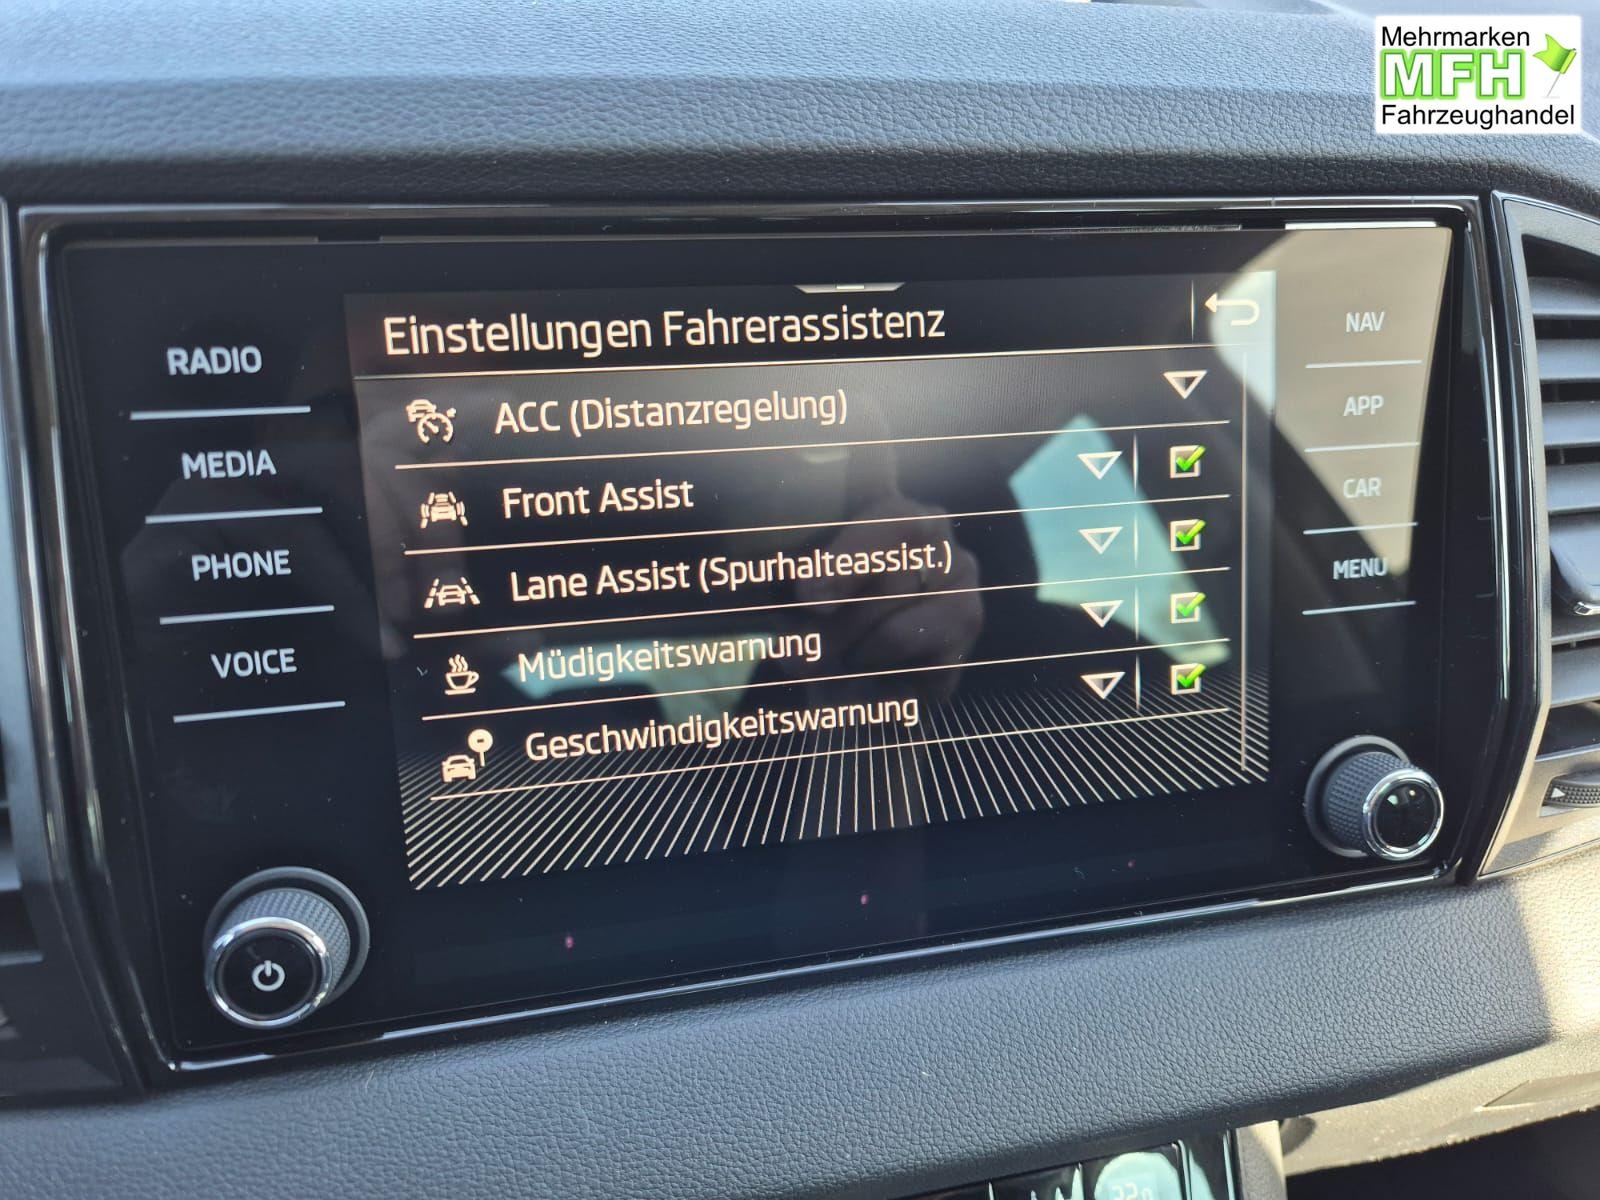 Mehrmarken
MFH
Fahrzeughandel
RADIO
MEDIA
PHONE
VOICE
Einstellungen Fahrerassistenz
ACC (Distanzregelung)
Front Assist
Lane Assist (Spurhalteassist.)
Müdigkeitswarnung
Geschwindigkeitswarnung
NAV
APP
CAR
MENU